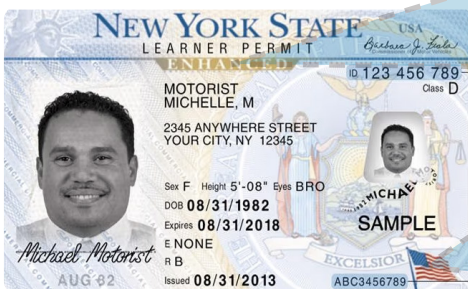 NEW YORK STATE USA
LEARNER PERMIT
ENHANCED
ID 123 456 789
Class D
MOTORIST
MICHELLE, M
2345 ANYWHERE STREET
YOUR CITY, NY 12345
Sex F Height 5'-08" Eyes BRO
DOB 08/31/1982
Expires 08/31/2018
E NONE
R B
Issued 08/31/2013
Michael Motorist
AUG 82
MICHAEL
SAMPLE
EXCELSIOR
ABC3456789